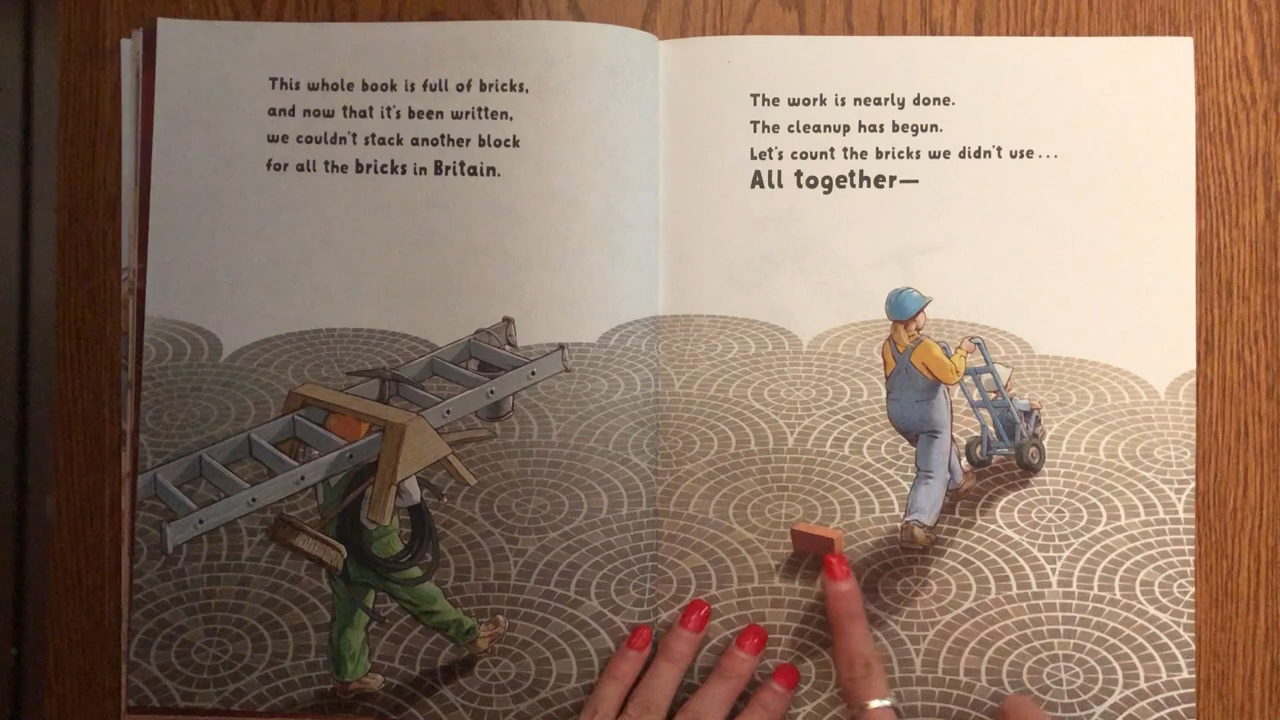 This whole book is full of bricks,
and now that it's been written,
we couldn't stack another block
for all the bricks in Britain.
The work is nearly done.
The cleanup has begun.
Let's count the bricks we didn't use...
All together—